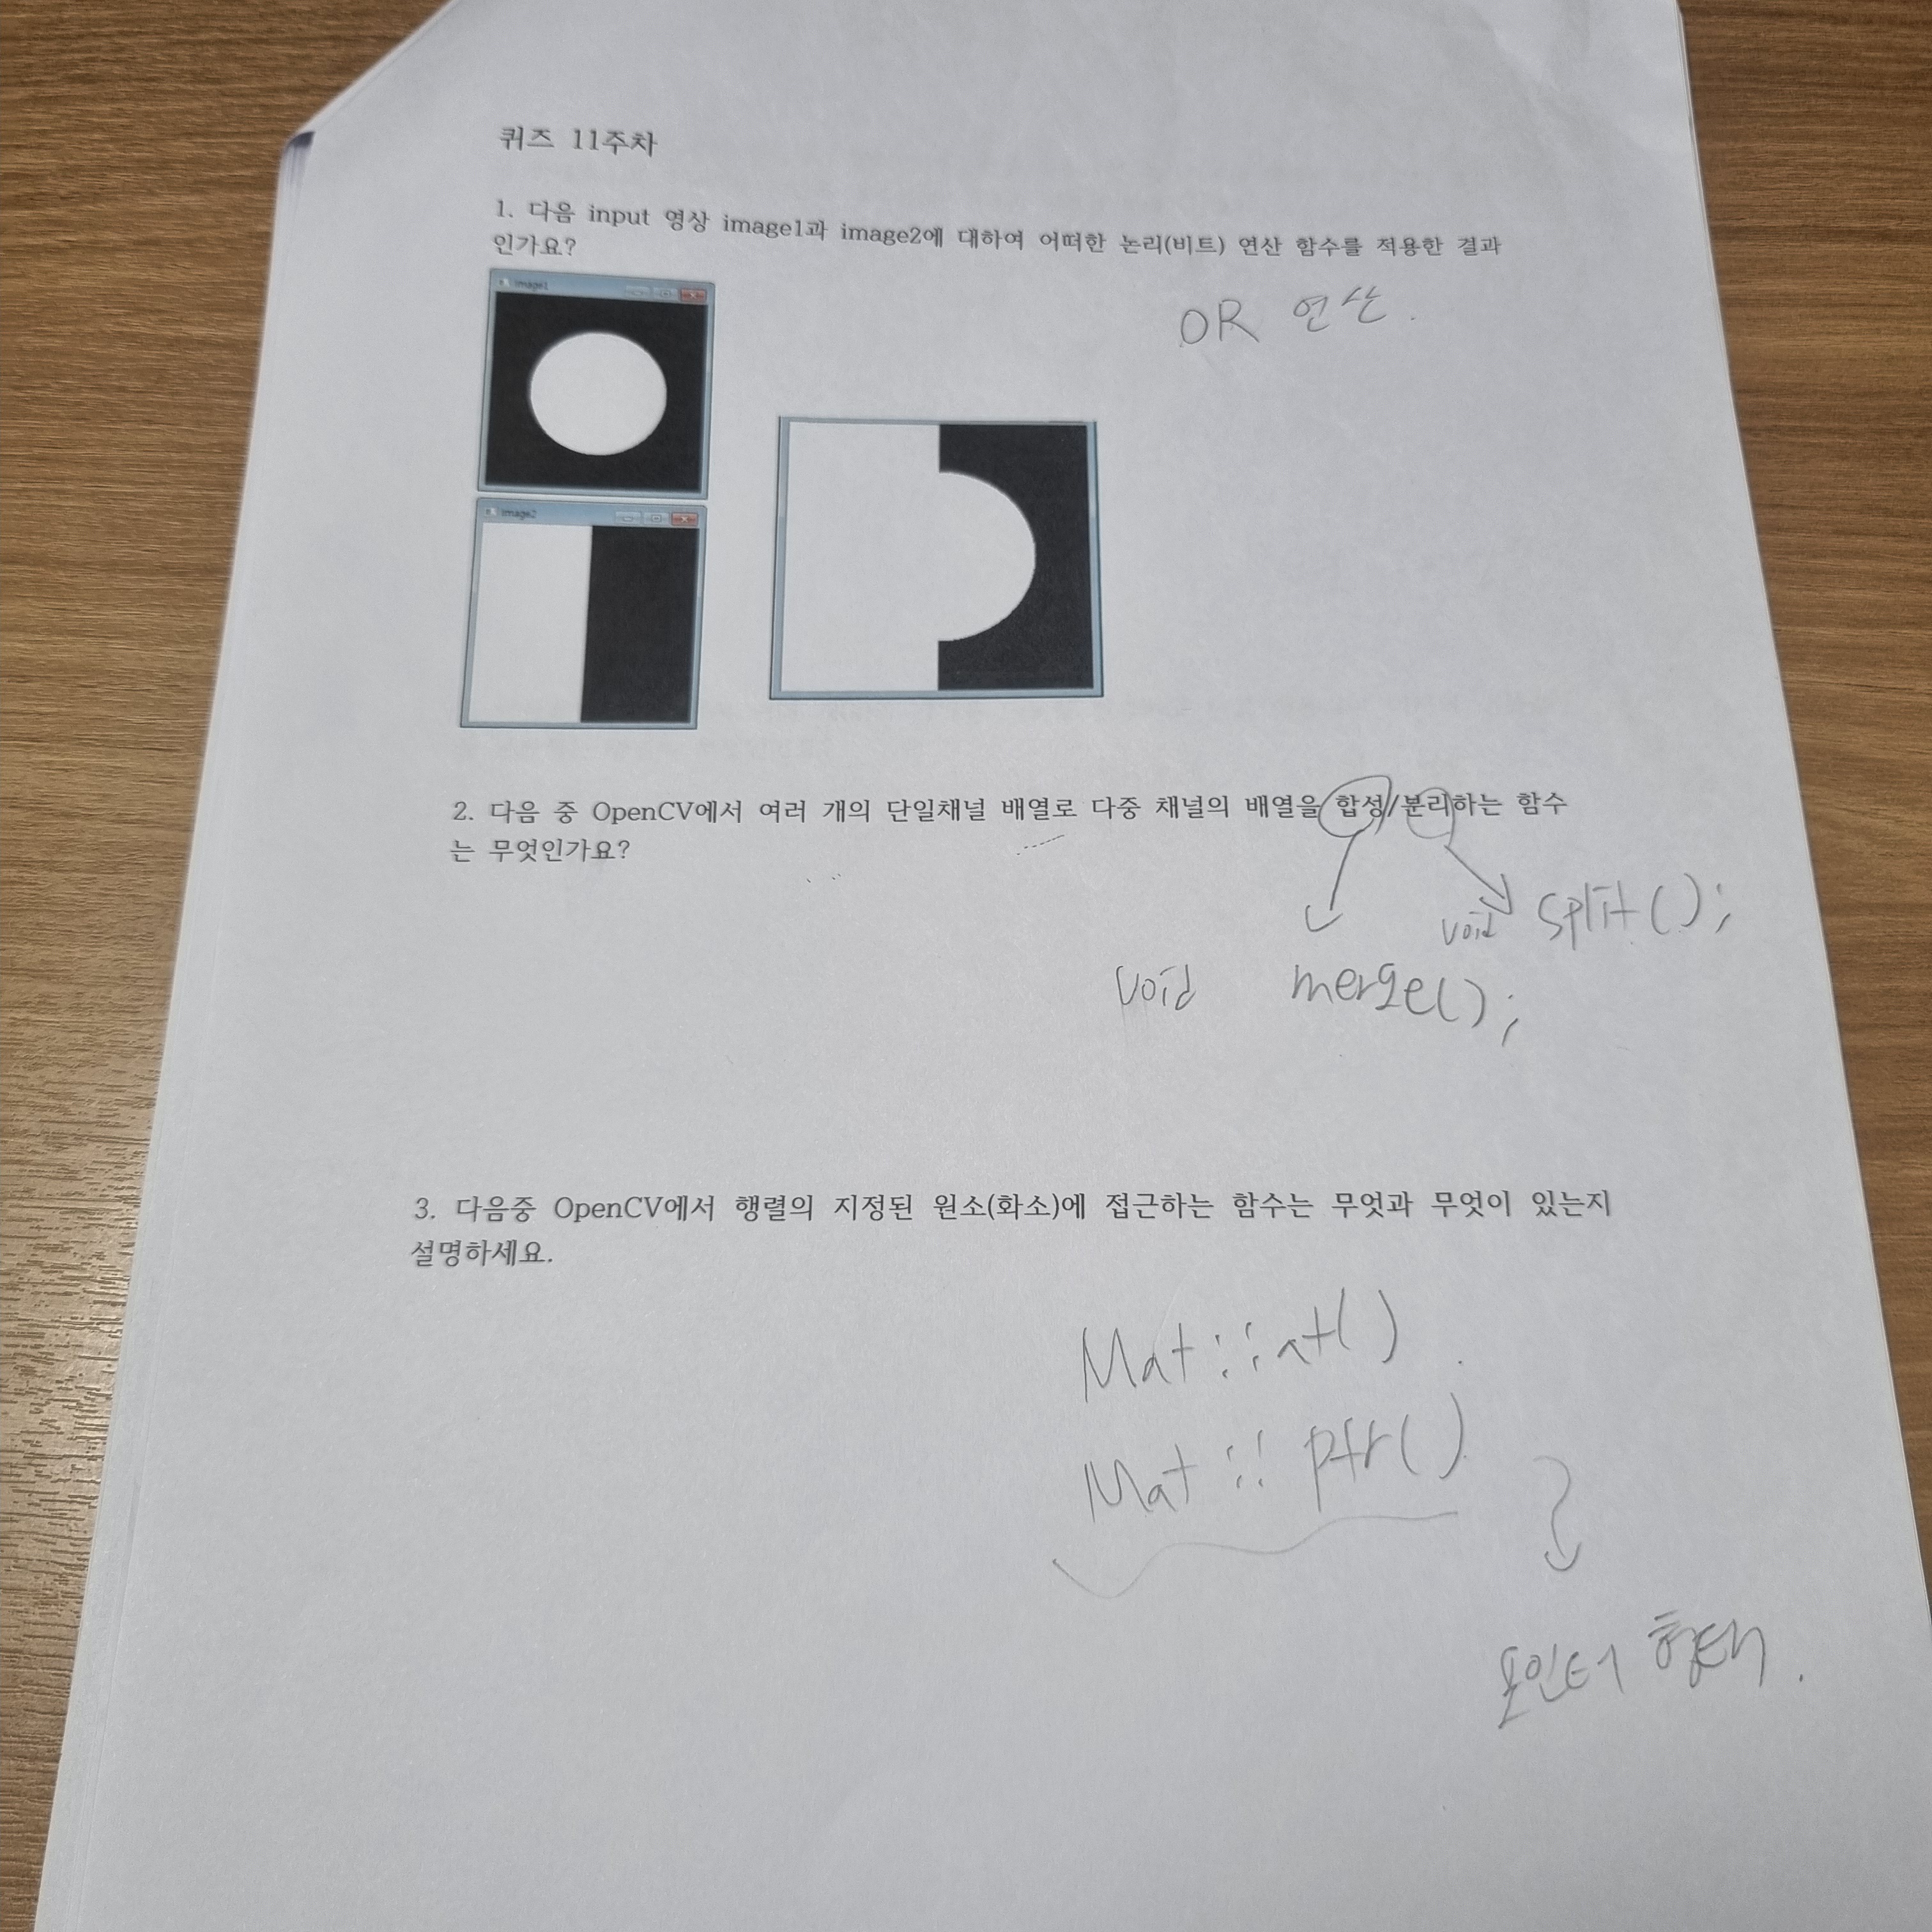 퀴즈 11주차
1. 다음 input 영상 image1과 image2에 대하여 어떠한 논리(비트) 연산 함수를 적용한 결과
인가요?
OR 연산.
image1
image2
2. 다음 중 OpenCV에서 여러 개의 단일채널 배열로 다중 채널의 배열을 합성/분리하는 함수
는 무엇인가요?
void split();
void merge();
3. 다음중 OpenCV에서 행렬의 지정된 원소(화소)에 접근하는 함수는 무엇과 무엇이 있는지
설명하세요.
Mat::at()
Mat::ptr()
포인터 형태.